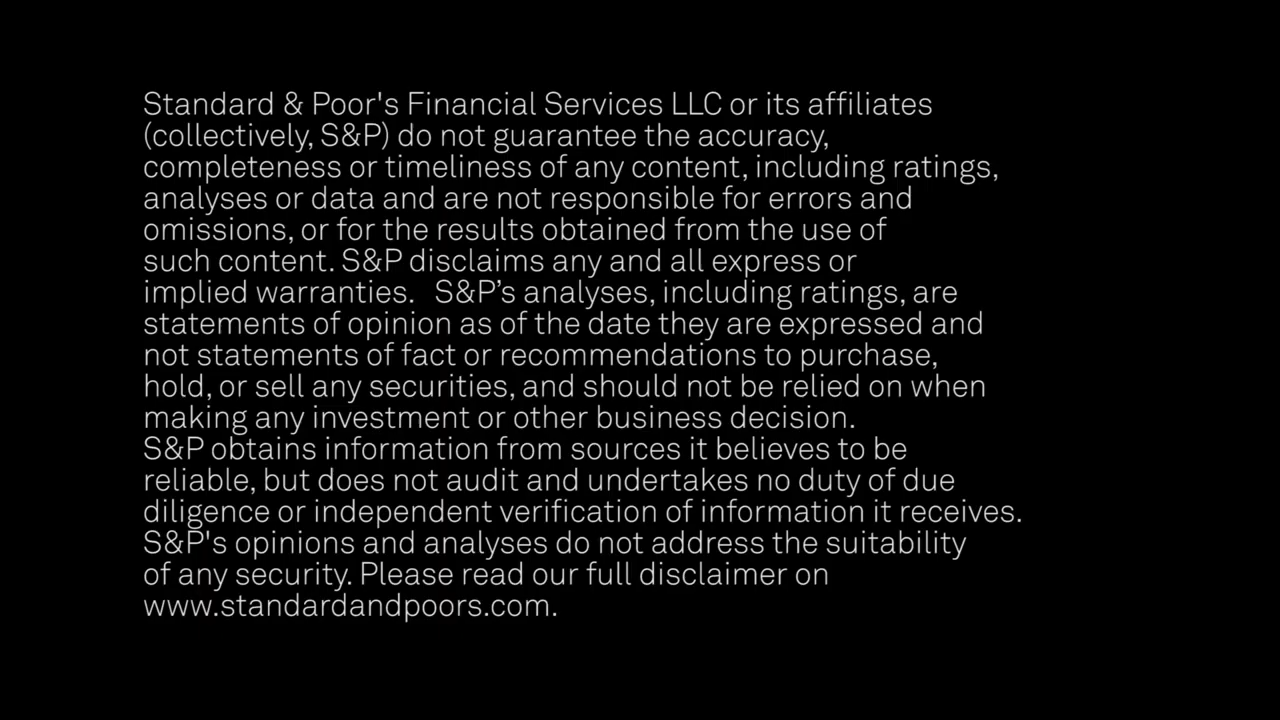 Standard & Poor's Financial Services LLC or its affiliates
(collectively, S&P) do not guarantee the accuracy,
completeness or timeliness of any content, including ratings,
analyses or data and are not responsible for errors and
omissions, or for the results obtained from the use of
such content. S&P disclaims any and all express or
implied warranties.   S&P’s analyses, including ratings, are
statements of opinion as of the date they are expressed and
not statements of fact or recommendations to purchase,
hold, or sell any securities, and should not be relied on when
making any investment or other business decision.
S&P obtains information from sources it believes to be
reliable, but does not audit and undertakes no duty of due
diligence or independent verification of information it receives.
S&P's opinions and analyses do not address the suitability
of any security. Please read our full disclaimer on
www.standardandpoors.com.